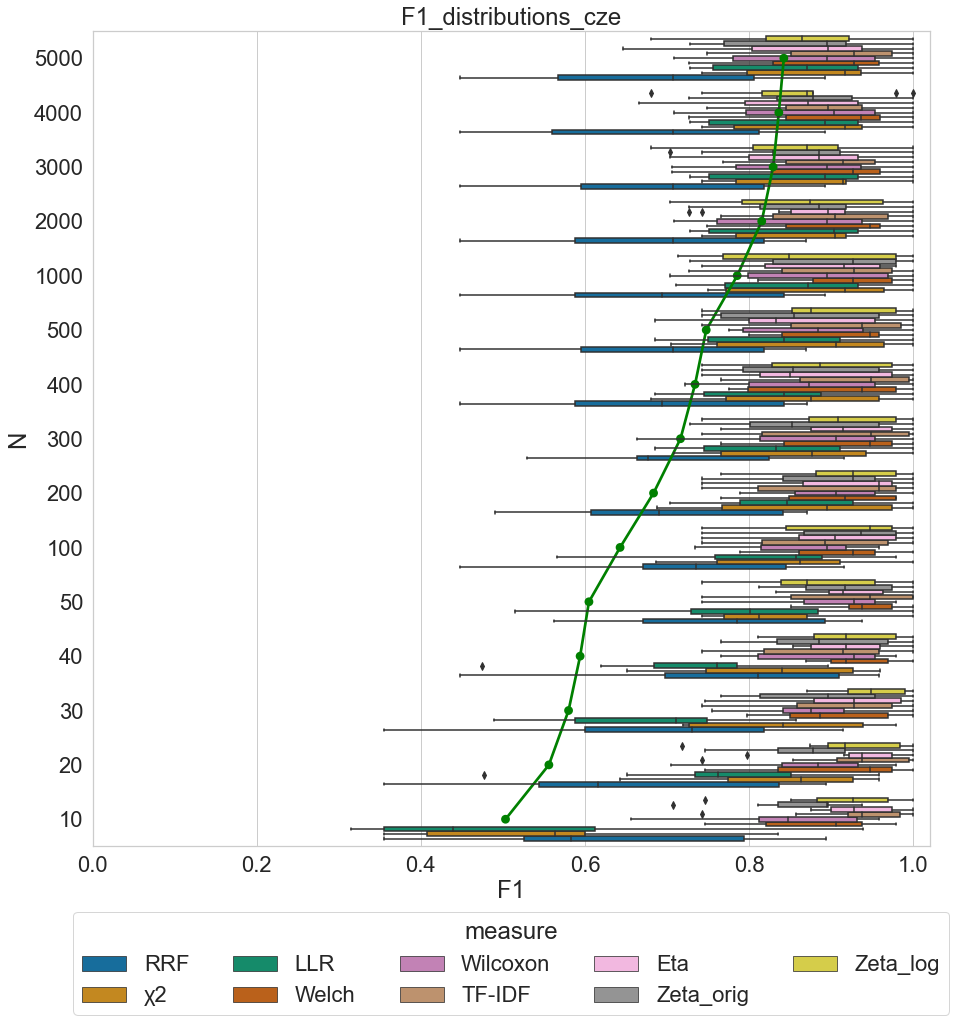 F1_distributions_cze
N
5000
4000
3000
2000
1000
500
400
300
200
100
50
40
30
20
10
0.0 0.2 0.4 0.6 0.8 1.0
F1
measure
RRF LLR Wilcoxon Eta Zeta_log
χ2 Welch TF-IDF Zeta_orig